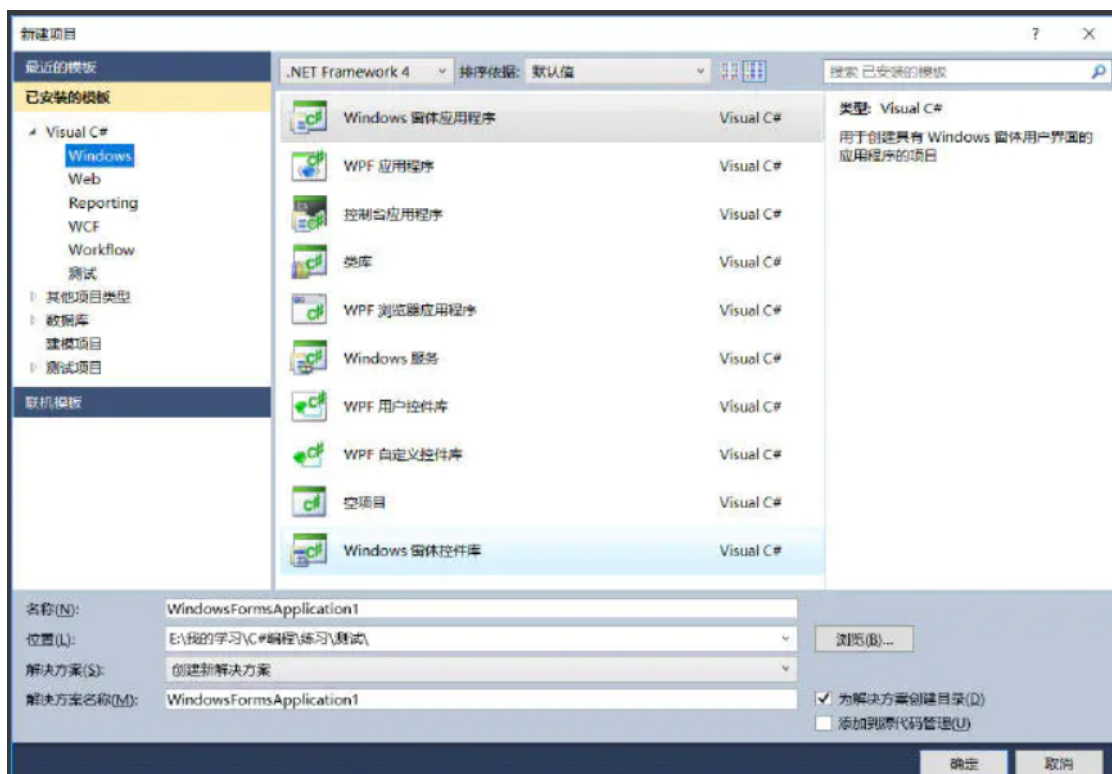 新建项目
?
最近的模板
.NET Framework 4
排序依据: 默认值
搜索 已安装的模板
已安装的模板
Visual C#
Windows
Web
Reporting
WCF
Workflow
测试
其他项目类型
数据库
建模项目
测试项目
联机模板
Windows 窗体应用程序 Visual C#
WPF 应用程序 Visual C#
控制台应用程序 Visual C#
类库 Visual C#
WPF 浏览器应用程序 Visual C#
Windows 服务 Visual C#
WPF 用户控件库 Visual C#
WPF 自定义控件库 Visual C#
空项目 Visual C#
Windows 窗体控件库 Visual C#
类型: Visual C#
用于创建具有 Windows 窗体用户界面的
应用程序的项目
名称(N): WindowsFormsApplication1
位置(L): E:\我的学习\C#编程\练习\测试\ 浏览(B)...
解决方案(S): 创建新解决方案
解决方案名称(M): WindowsFormsApplication1
为解决方案创建目录(D)
添加到源代码管理(U)
确定 取消